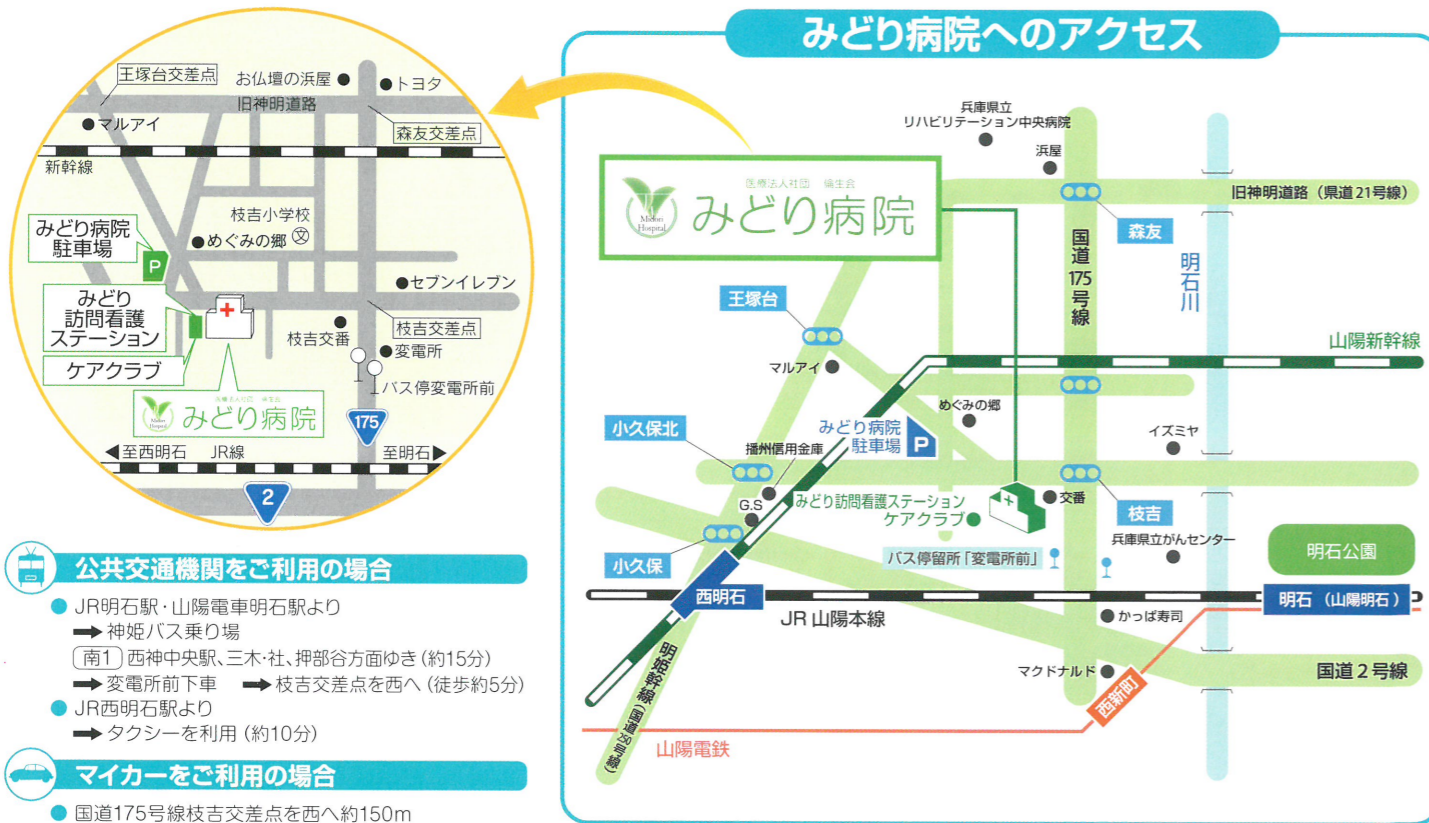 みどり病院へのアクセス
王塚台交差点
お仏壇の浜屋
トヨタ
旧神明道路
マルアイ
森友交差点
新幹線
枝吉小学校
みどり病院
駐車場
めぐみの郷
文
P
セブンイレブン
みどり
訪問看護
ステーション
枝吉交差点
枝吉交番
変電所
ケアクラブ
バス停変電所前
Midori
Hospital
みどり病院
175
至西明石
JR線
至明石
2
兵庫県立
リハビリテーション中央病院
浜屋
医療法人社団
Midori
Hospital
みどり病院
旧神明道路（県道21号線）
森友
国道175号線
明石川
王塚台
山陽新幹線
マルアイ
めぐみの郷
小久保北
みどり病院
駐車場
P
イズミヤ
播州信用金庫
みどり訪問看護ステーション
ケアクラブ
G.S
交番
枝吉
小久保
バス停留所「変電所前」
兵庫県立がんセンター
明石公園
西明石
明石（山陽明石）
JR山陽本線
かっぱ寿司
マクドナルド
国道2号線
西新町
明姫幹線（国道250号線）
山陽電鉄
公共交通機関をご利用の場合
● JR明石駅・山陽電車明石駅より
➡ 神姫バス乗り場
南1 西神中央駅、三木・社、押部谷方面ゆき（約15分）
➡ 変電所前下車 ➡ 枝吉交差点を西へ（徒歩約5分）
● JR西明石駅より
➡ タクシーを利用（約10分）
マイカーをご利用の場合
● 国道175号線枝吉交差点を西へ約150m